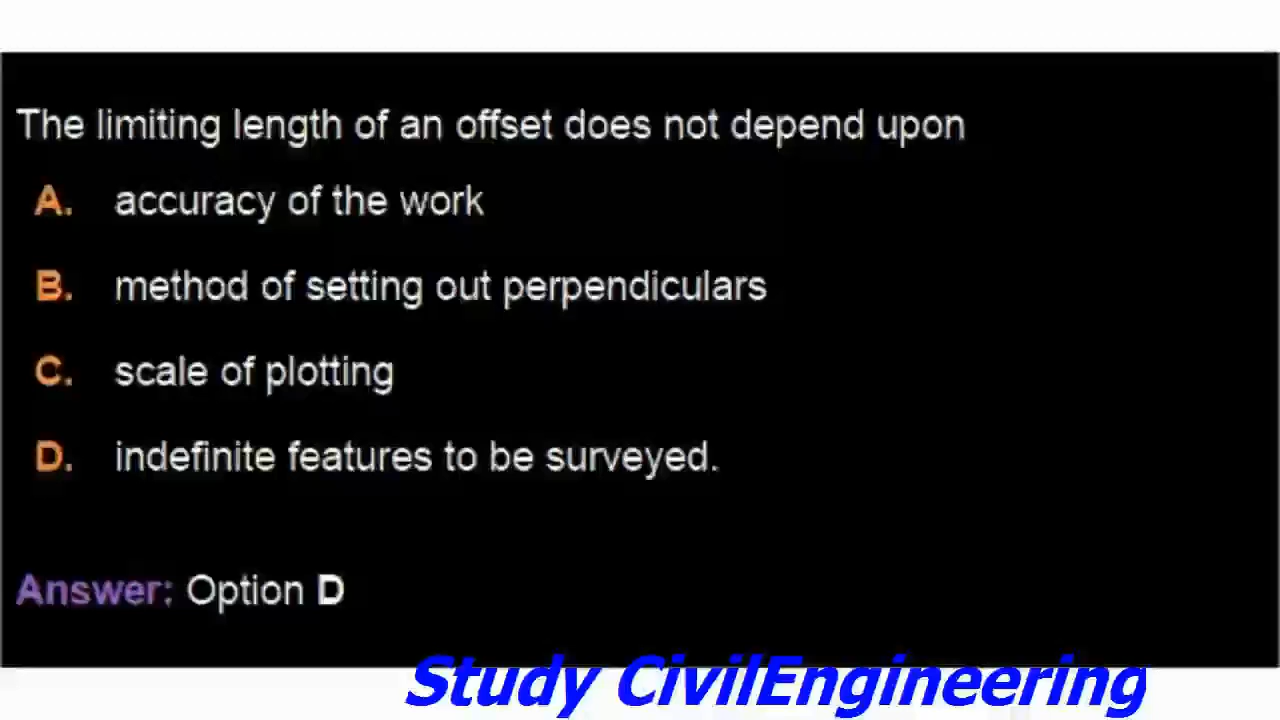 The limiting length of an offset does not depend upon
A. accuracy of the work
B. method of setting out perpendiculars
C. scale of plotting
D. indefinite features to be surveyed.
Answer: Option D
Study CivilEngineering